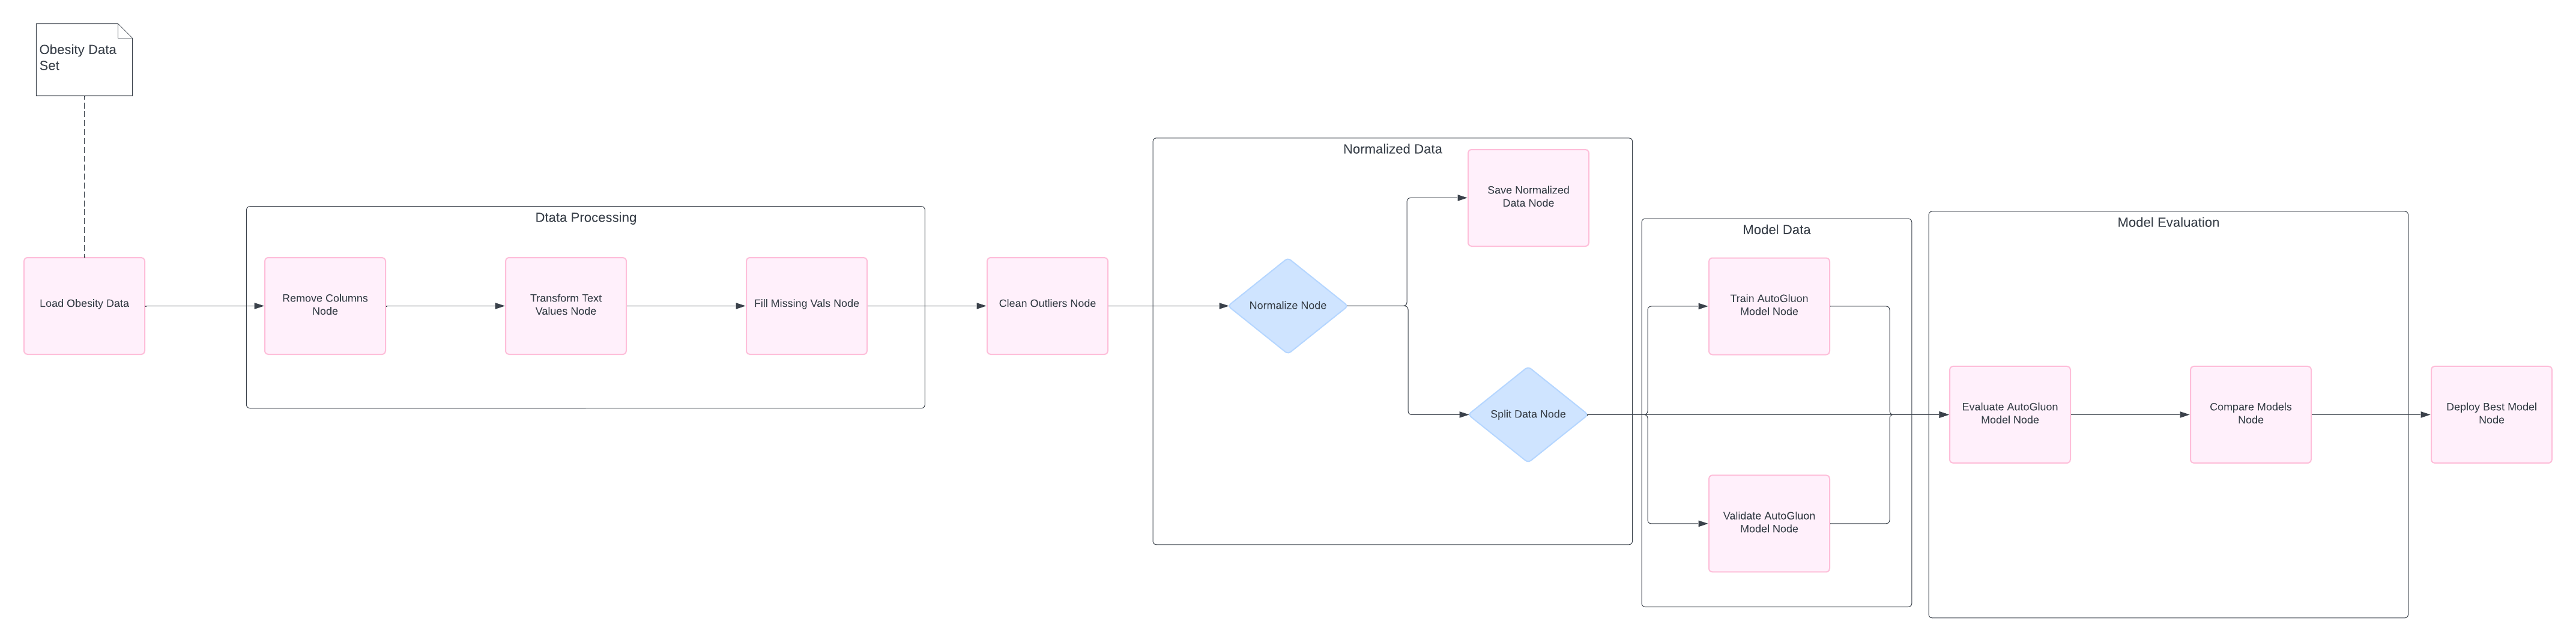 Obesity Data
Set
Load Obesity Data
Dtata Processing
Remove Columns
Node
Transform Text
Values Node
Fill Missing Vals Node
Clean Outliers Node
Normalized Data
Normalize Node
Save Normalized
Data Node
Split Data Node
Model Data
Train AutoGluon
Model Node
Validate AutoGluon
Model Node
Model Evaluation
Evaluate AutoGluon
Model Node
Compare Models
Node
Deploy Best Model
Node